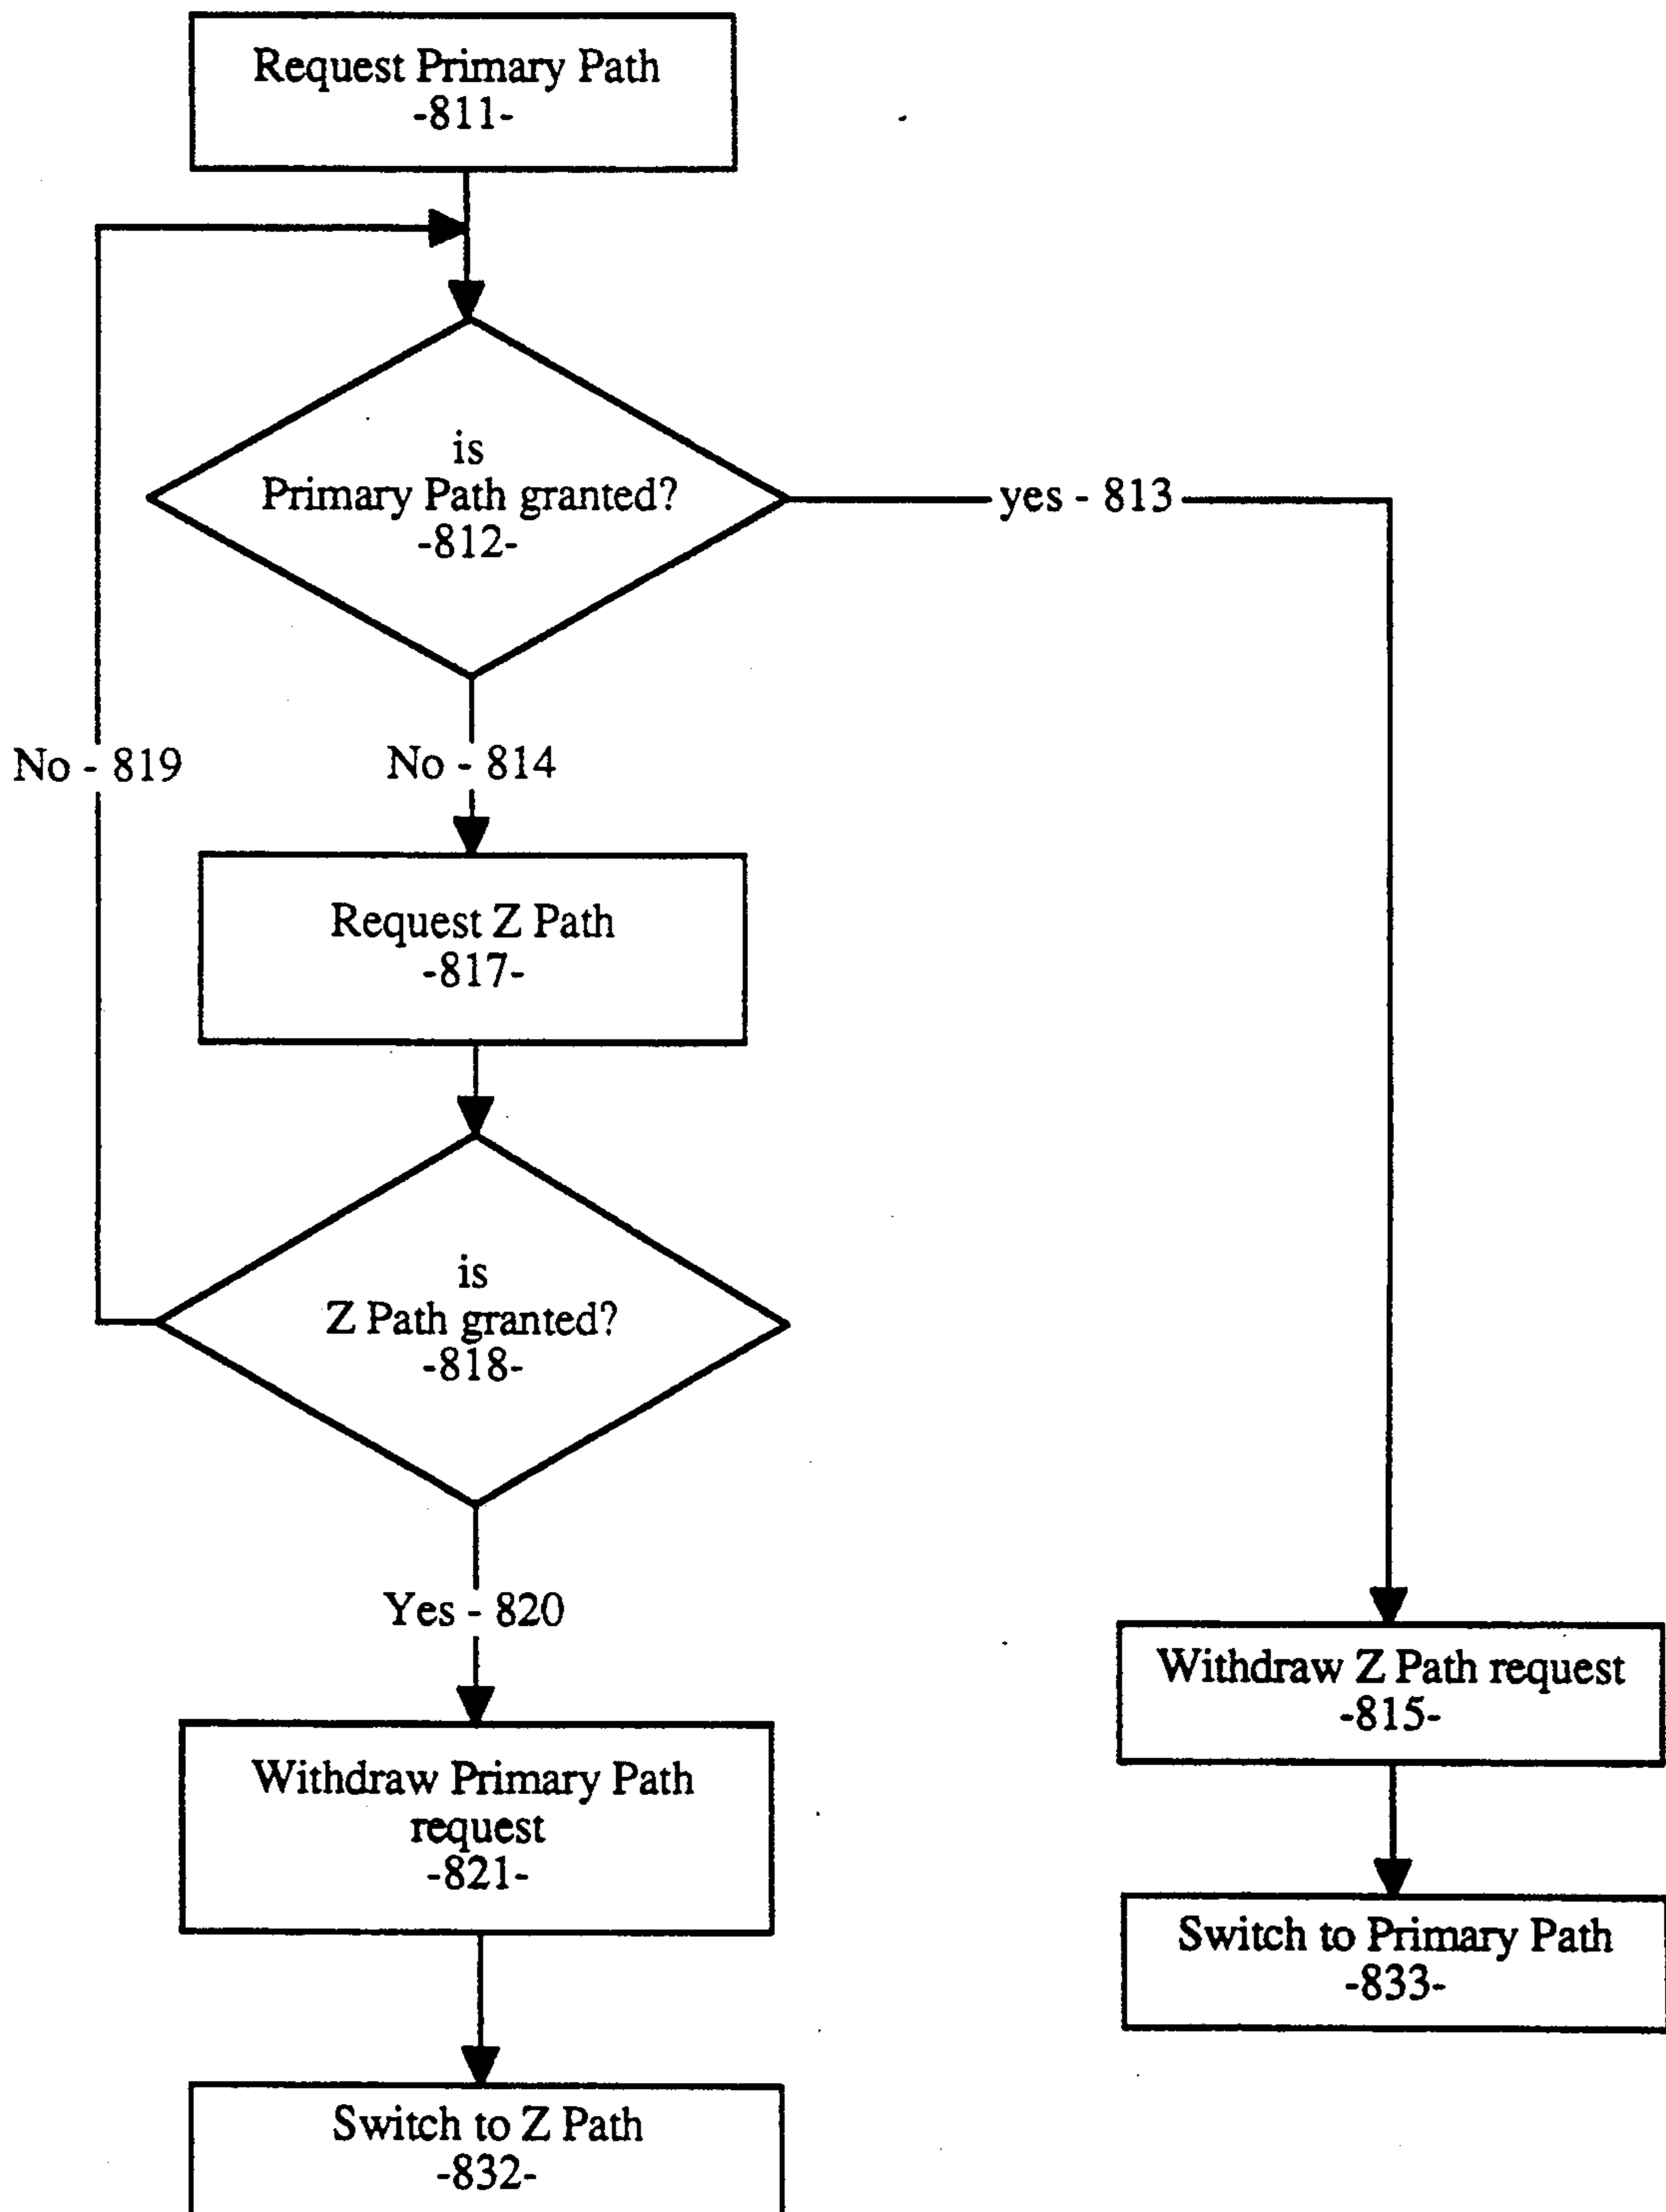 Request Primary Path
-811-
is
Primary Path granted?
-812-
yes - 813
No - 819
No - 814
Request Z Path
-817-
is
Z Path granted?
-818-
Yes - 820
Withdraw Z Path request
-815-
Withdraw Primary Path
request
-821-
Switch to Primary Path
-833-
Switch to Z Path
-832-